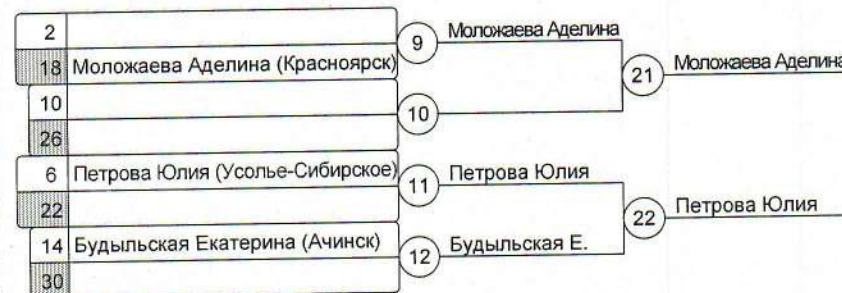 2
9 Моложаева Аделина
18 Моложаева Аделина (Красноярск)
21 Моложаева Аделина
10
10
26
6 Петрова Юлия (Усолье-Сибирское)
11 Петрова Юлия
22
22 Петрова Юлия
14 Будыльская Екатерина (Ачинск)
12 Будыльская Е.
30